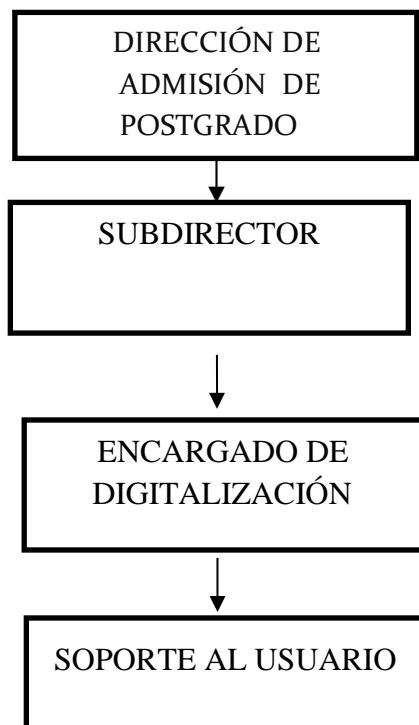 DIRECCIÓN DE
ADMISIÓN DE
POSTGRADO
SUBDIRECTOR
ENCARGADO DE
DIGITALIZACIÓN
SOPORTE AL USUARIO